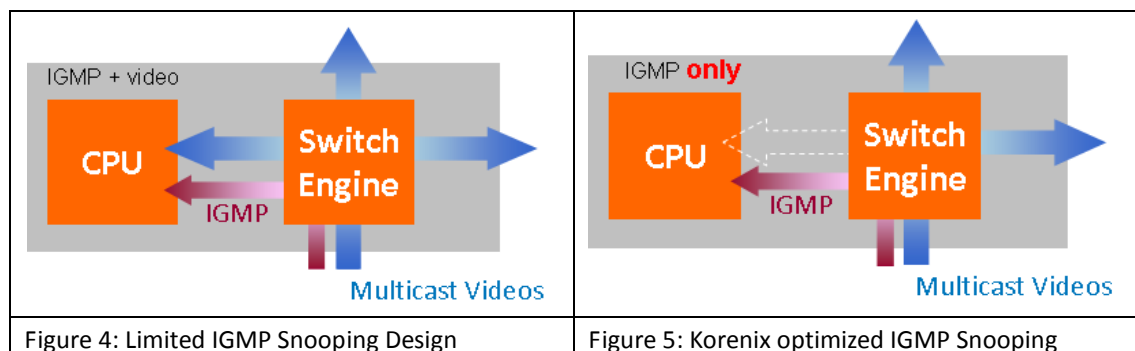 IGMP + video
CPU
Switch
Engine
IGMP
Multicast Videos
Figure 4: Limited IGMP Snooping Design
IGMP only
CPU
Switch
Engine
IGMP
Multicast Videos
Figure 5: Korenix optimized IGMP Snooping